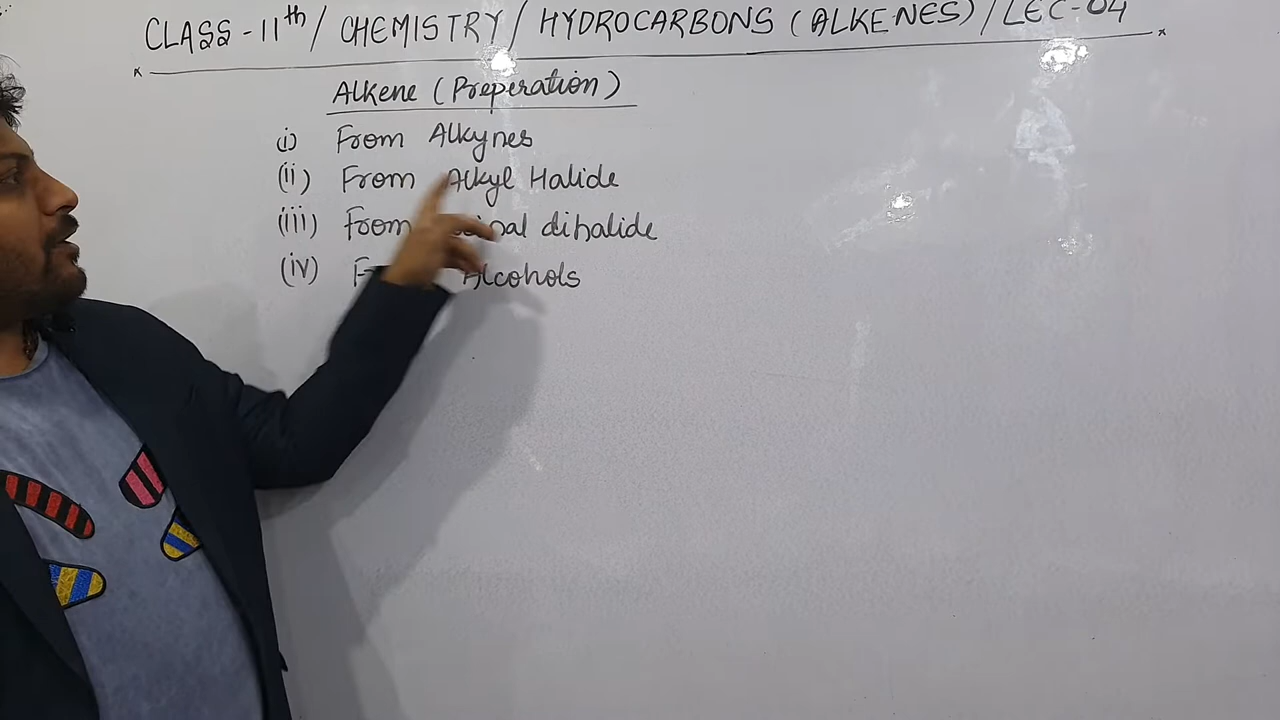 CLASS - 11th / CHEMISTRY / HYDROCARBONS (ALKENES) / LEC-04
Alkene (Preperation)
(i) From Alkynes
(ii) From Alkyl Halide
(iii) From dihalide
(iv) Alcohols